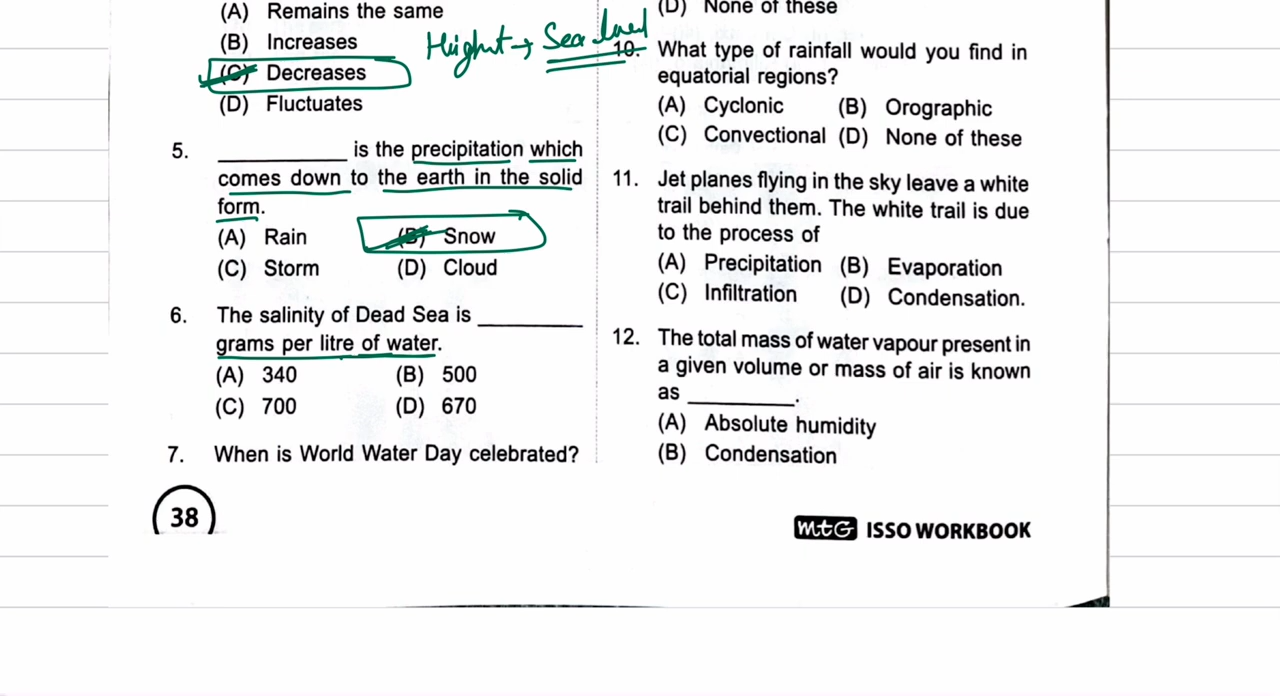 (A) Remains the same
(B) Increases
(C) Decreases
(D) Fluctuates
Height → Sea level
5. __________ is the precipitation which
comes down to the earth in the solid
form.
(A) Rain (B) Snow
(C) Storm (D) Cloud
6. The salinity of Dead Sea is ________
grams per litre of water.
(A) 340 (B) 500
(C) 700 (D) 670
7. When is World Water Day celebrated?
38
(D) None of these
10. What type of rainfall would you find in
equatorial regions?
(A) Cyclonic (B) Orographic
(C) Convectional (D) None of these
11. Jet planes flying in the sky leave a white
trail behind them. The white trail is due
to the process of
(A) Precipitation (B) Evaporation
(C) Infiltration (D) Condensation.
12. The total mass of water vapour present in
a given volume or mass of air is known
as ________.
(A) Absolute humidity
(B) Condensation
mtG ISSO WORKBOOK